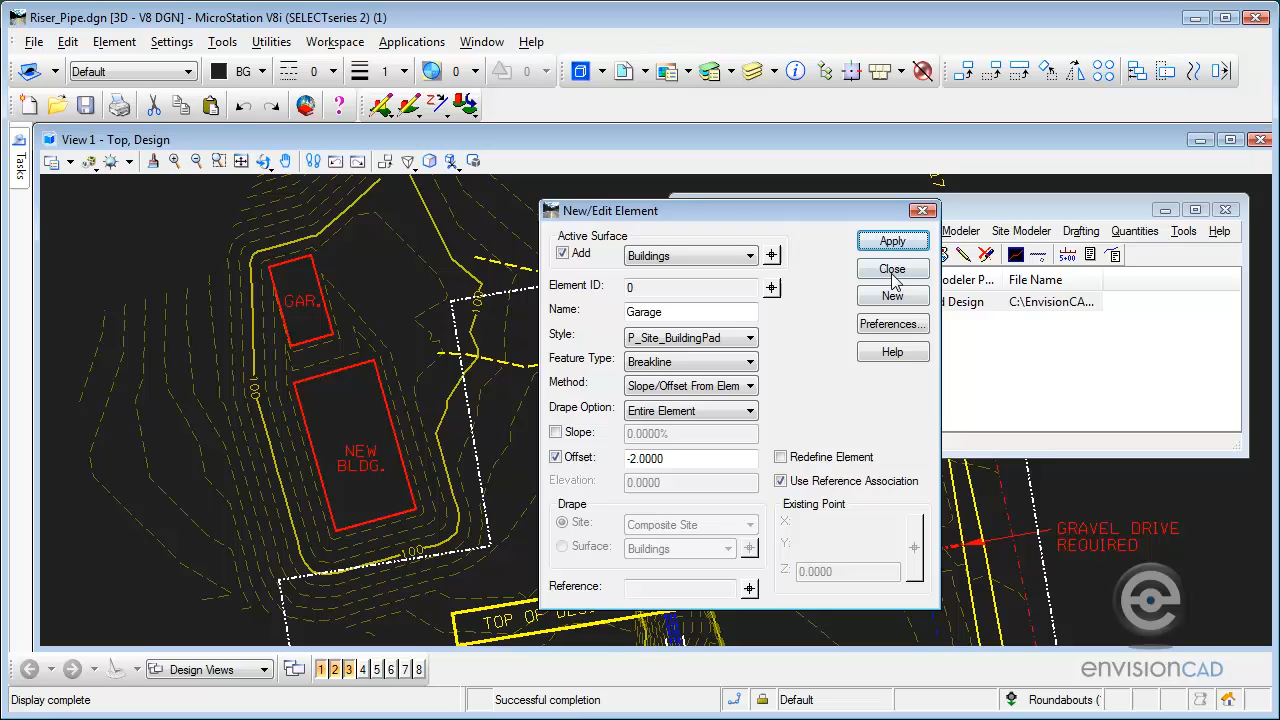 Riser_Pipe.dgn [3D - V8 DGN] - MicroStation V8i (SELECTseries 2) (1)
File Edit Element Settings Tools Utilities Workspace Applications Window Help
Default BG 0 1 0 0
View 1 - Top, Design
Tasks
New/Edit Element
Active Surface
Add Buildings
Element ID: 0
Name: Garage
Style: P_Site_BuildingPad
Feature Type: Breakline
Method: Slope/Offset From Elem
Drape Option: Entire Element
Slope: 0.0000%
Offset: -2.0000
Elevation: 0.0000
Drape
Site: Composite Site
Surface: Buildings
Reference:
Apply
Close
New
Preferences...
Help
Redefine Element
Use Reference Association
Existing Point
X:
Y:
Z: 0.0000
Modeler Site Modeler Drafting Quantities Tools Help
odeler P... File Name
d Design C:\EnvisionCA...
GAR.
NEW
BLDG.
100
100
GRAVEL DRIVE
REQUIRED
envisionCAD
Design Views 1 2 3 4 5 6 7 8
Display complete Successful completion Default Roundabouts (